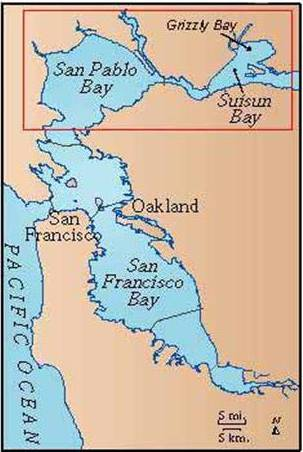 Grizzly Bay
San Pablo
Bay
Suisun
Bay
Oakland
San
Francisco
San
Francisco
Bay
PACIFIC OCEAN
5 mi.
5 km.
N